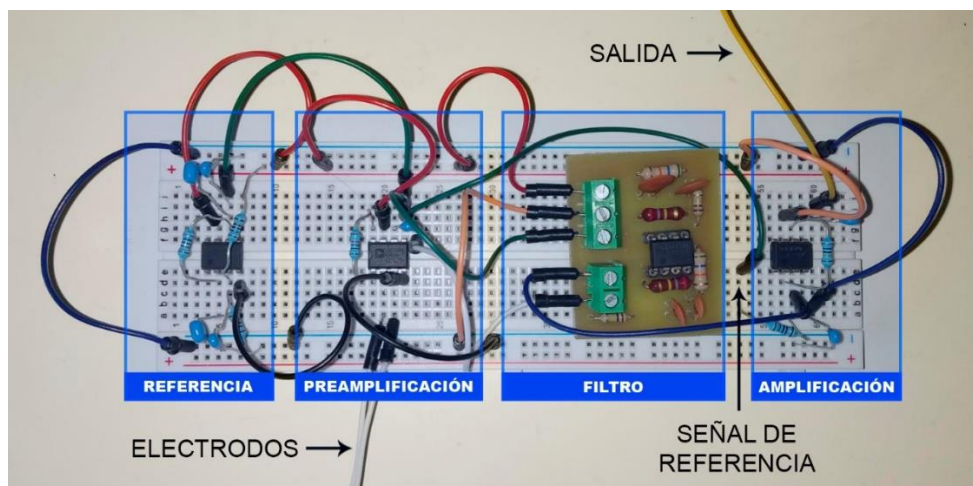 SALIDA
REFERENCIA
PREAMPLIFICACIÓN
FILTRO
AMPLIFICACIÓN
ELECTRODOS
SEÑAL DE
REFERENCIA